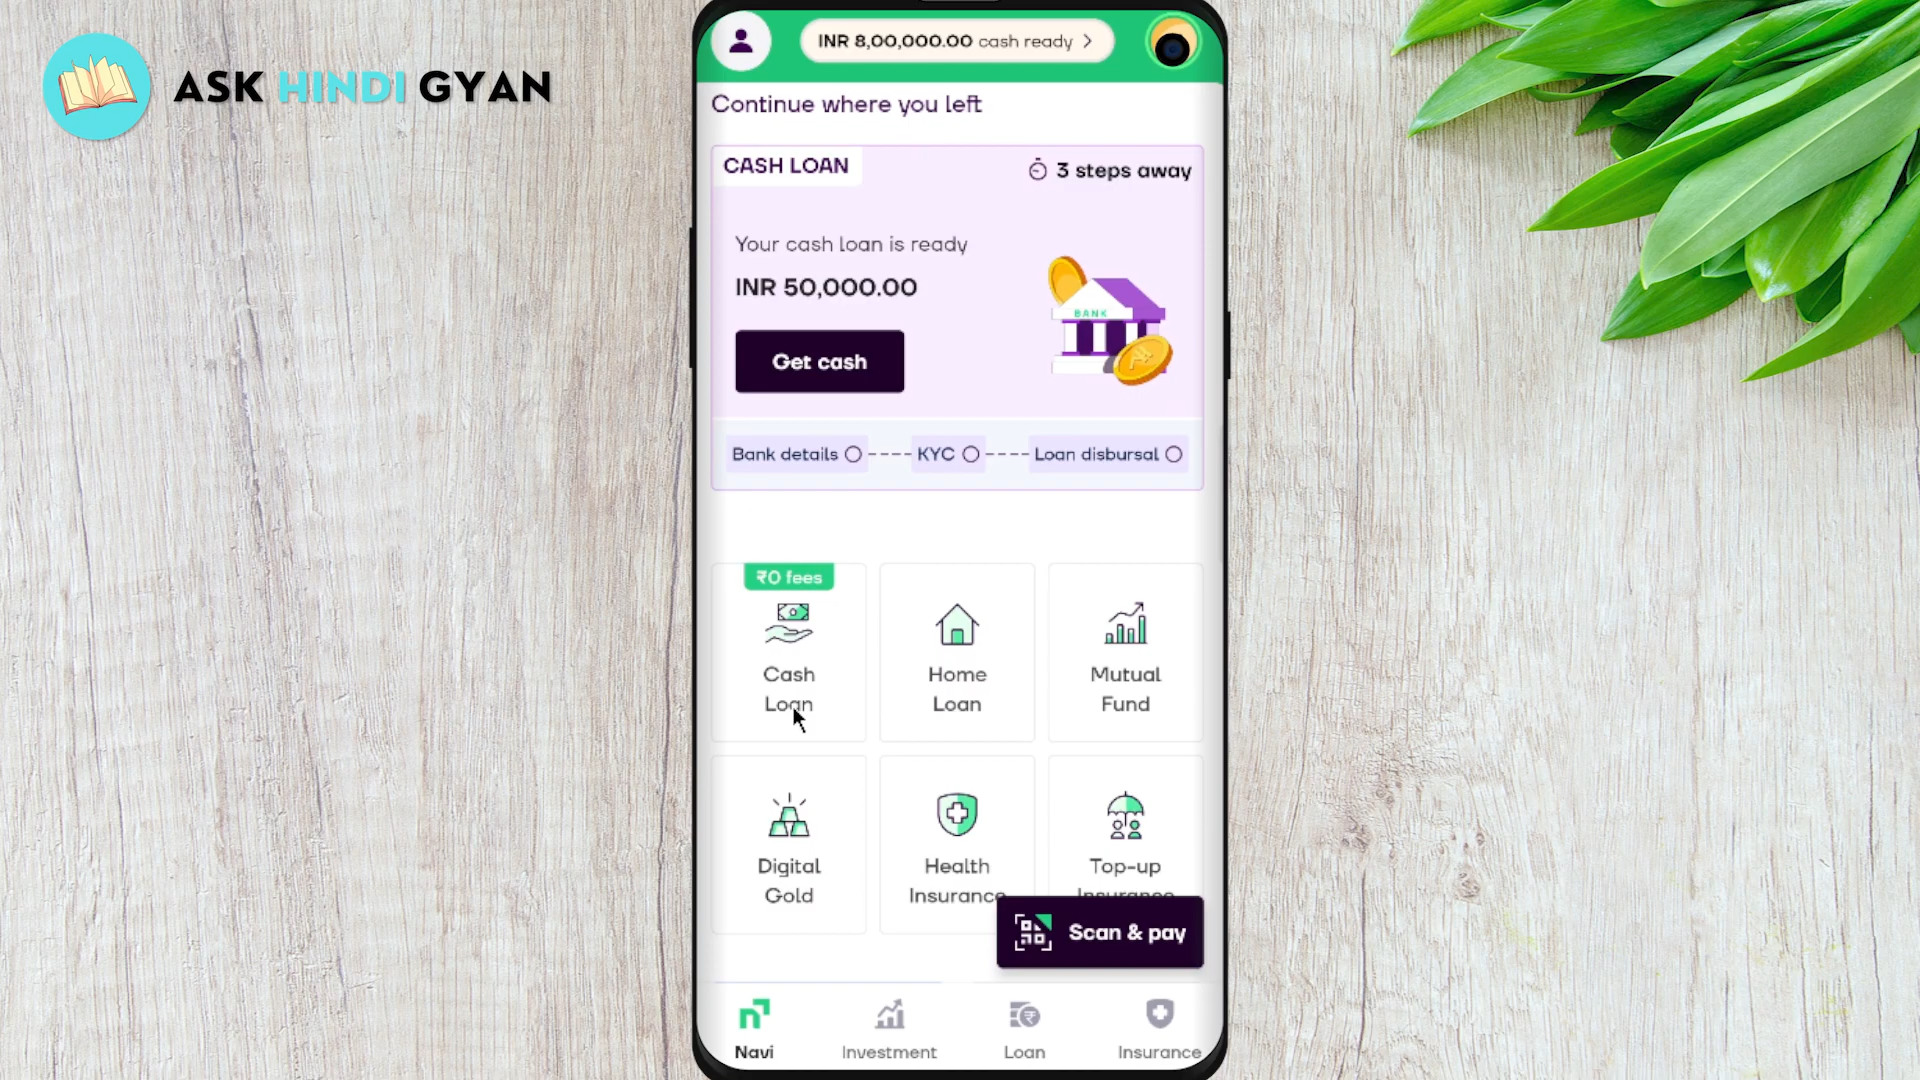 ASK HINDI GYAN
INR 8,00,000.00 cash ready
Continue where you left
CASH LOAN
3 steps away
Your cash loan is ready
INR 50,000.00
BANK
Get cash
Bank details
KYC
Loan disbursal
₹0 fees
Cash
Loan
Home
Loan
Mutual
Fund
Digital
Gold
Health
Insurance
Top-up
Insurance
Scan & pay
Navi
Investment
Loan
Insurance